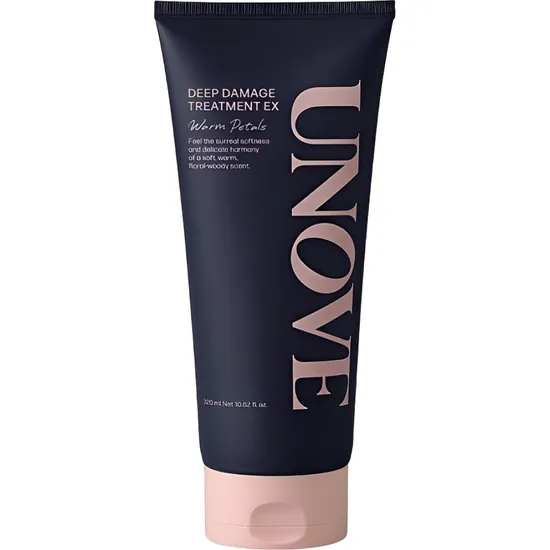 DEEP DAMAGE
TREATMENT EX
Warm Petals
Feel the surreal softness
and delicate harmony
of a soft, warm,
floral-woody scent.
UNOVE
320 ml Net 10.82 fl. oz.